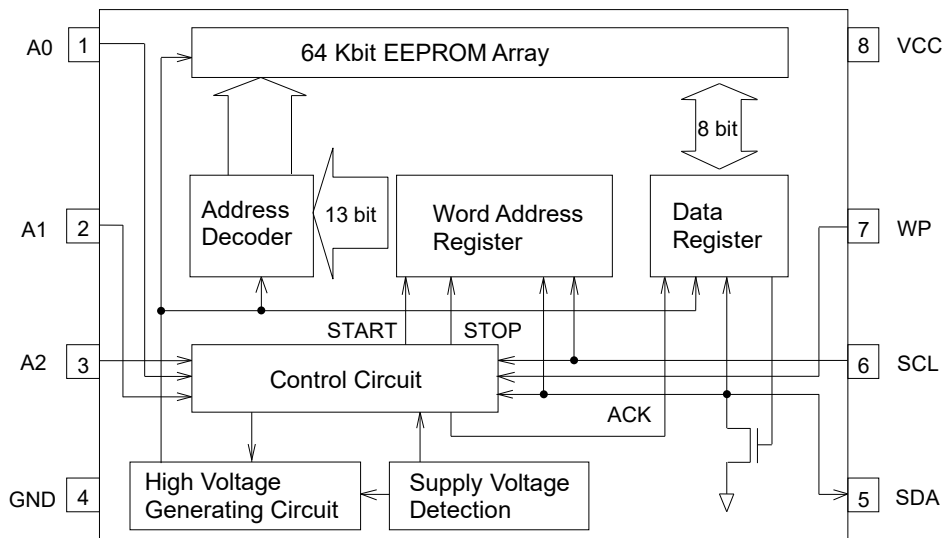 A0
1
64 Kbit EEPROM Array
8
VCC
8 bit
A1
2
Address
Decoder
13 bit
Word Address
Register
Data
Register
7
WP
START
STOP
A2
3
Control Circuit
6
SCL
ACK
GND
4
High Voltage
Generating Circuit
Supply Voltage
Detection
5
SDA